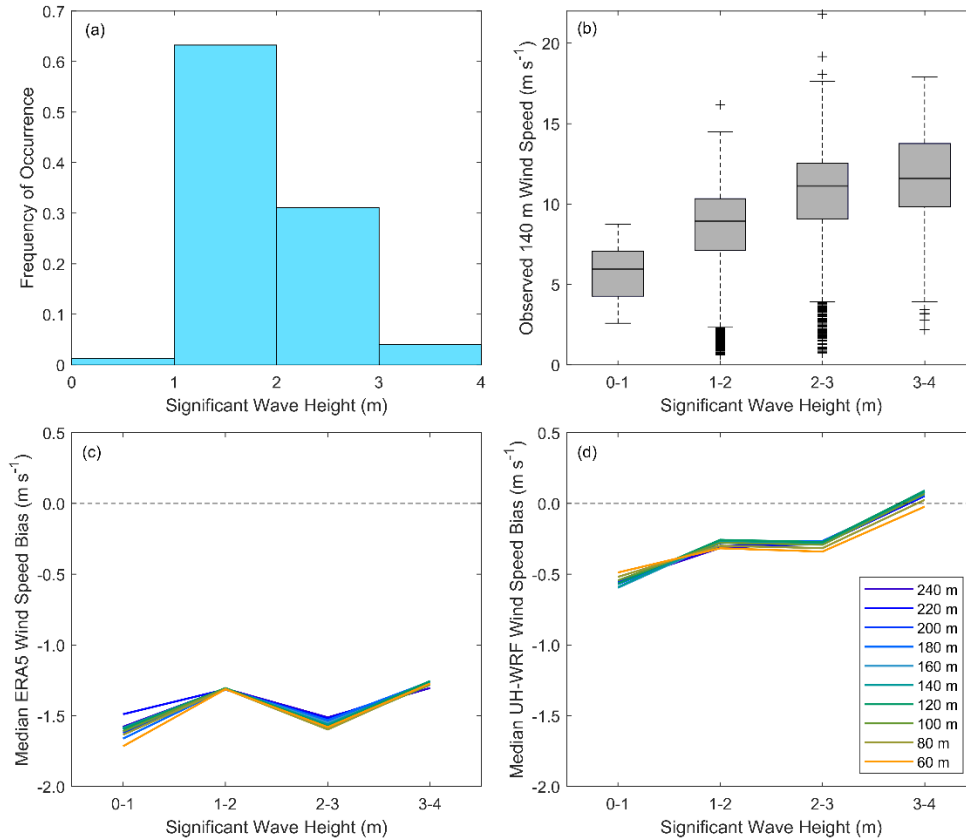 (a)
0.7
0.6
0.5
0.4
0.3
0.2
0.1
0
Frequency of Occurrence
0 1 2 3 4
Significant Wave Height (m)
(b)
20
15
10
5
0
Observed 140 m Wind Speed (m s⁻¹)
0-1 1-2 2-3 3-4
Significant Wave Height (m)
(c)
0.5
0.0
-0.5
-1.0
-1.5
-2.0
Median ERA5 Wind Speed Bias (m s⁻¹)
0-1 1-2 2-3 3-4
Significant Wave Height (m)
(d)
0.5
0.0
-0.5
-1.0
-1.5
-2.0
Median UH-WRF Wind Speed Bias (m s⁻¹)
240 m
220 m
200 m
180 m
160 m
140 m
120 m
100 m
80 m
60 m
0-1 1-2 2-3 3-4
Significant Wave Height (m)